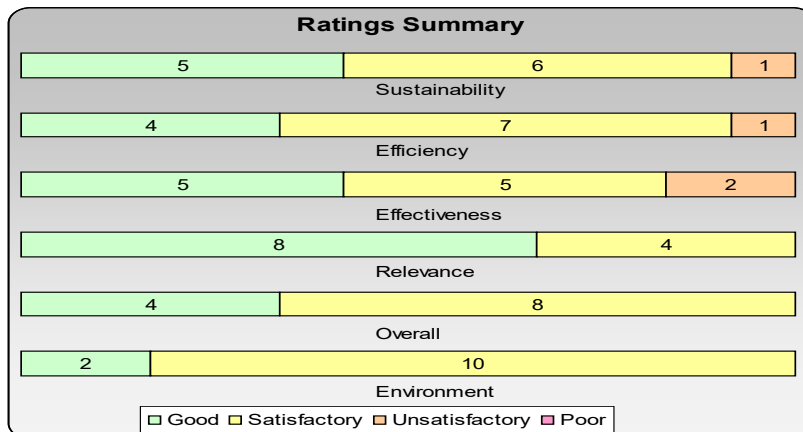 Ratings Summary
5 6 1
Sustainability
4 7 1
Efficiency
5 5 2
Effectiveness
8 4
Relevance
4 8
Overall
2 10
Environment
Good Satisfactory Unsatisfactory Poor